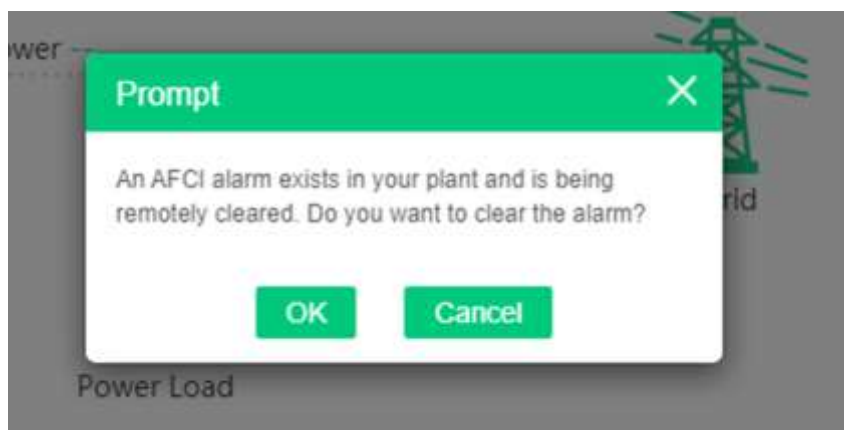 wer
Prompt
An AFCI alarm exists in your plant and is being
remotely cleared. Do you want to clear the alarm?
rid
OK Cancel
Power Load